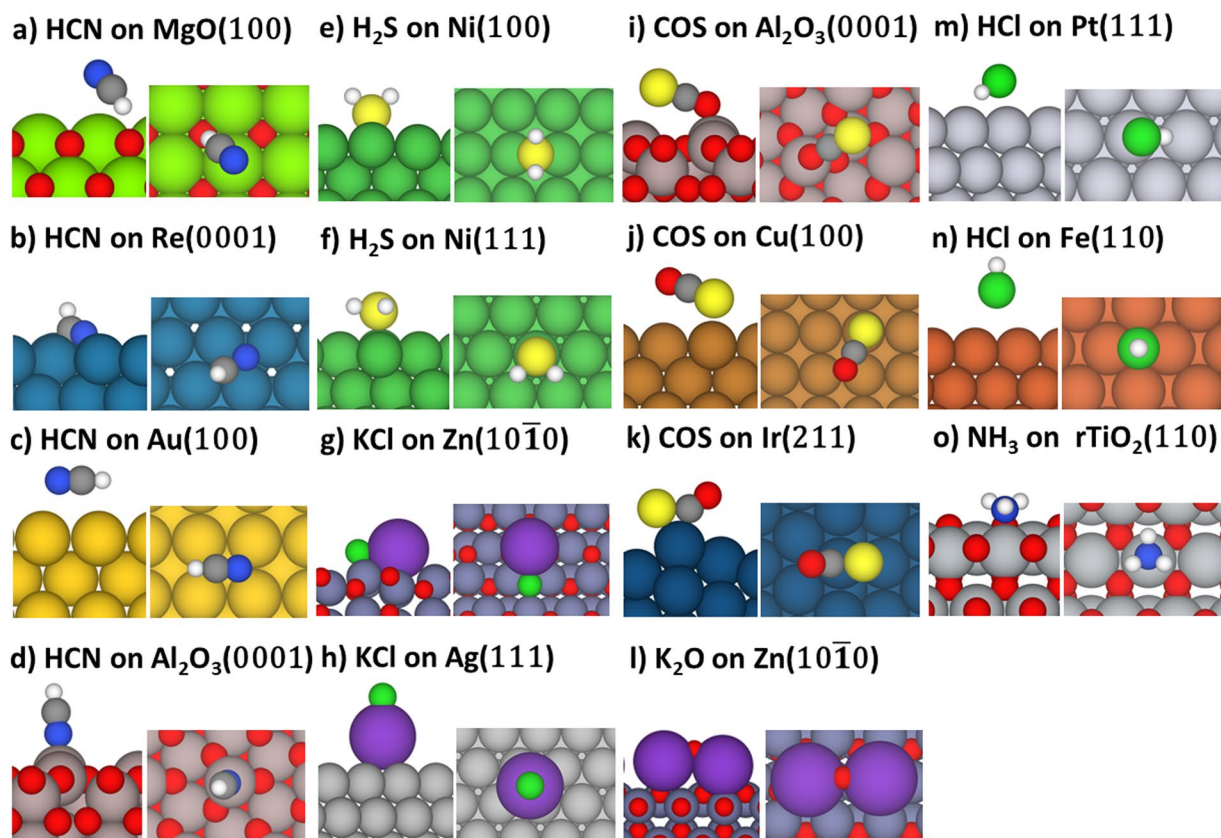 a) HCN on MgO(100)
e) H₂S on Ni(100)
i) COS on Al₂O₃(0001)
m) HCl on Pt(111)
b) HCN on Re(0001)
f) H₂S on Ni(111)
j) COS on Cu(100)
n) HCl on Fe(110)
c) HCN on Au(100)
g) KCl on Zn(101̅0)
k) COS on Ir(211)
o) NH₃ on rTiO₂(110)
d) HCN on Al₂O₃(0001)
h) KCl on Ag(111)
l) K₂O on Zn(101̅0)